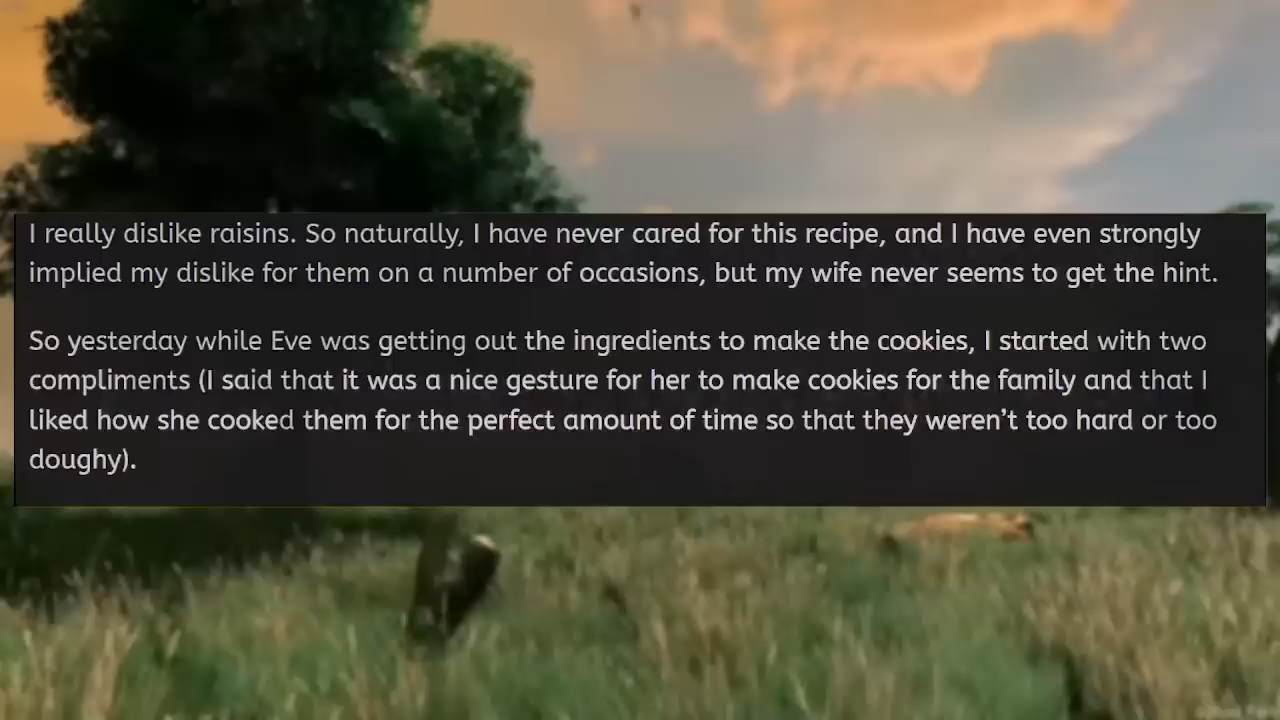 I really dislike raisins. So naturally, I have never cared for this recipe, and I have even strongly
implied my dislike for them on a number of occasions, but my wife never seems to get the hint.
So yesterday while Eve was getting out the ingredients to make the cookies, I started with two
compliments (I said that it was a nice gesture for her to make cookies for the family and that I
liked how she cooked them for the perfect amount of time so that they weren’t too hard or too
doughy).